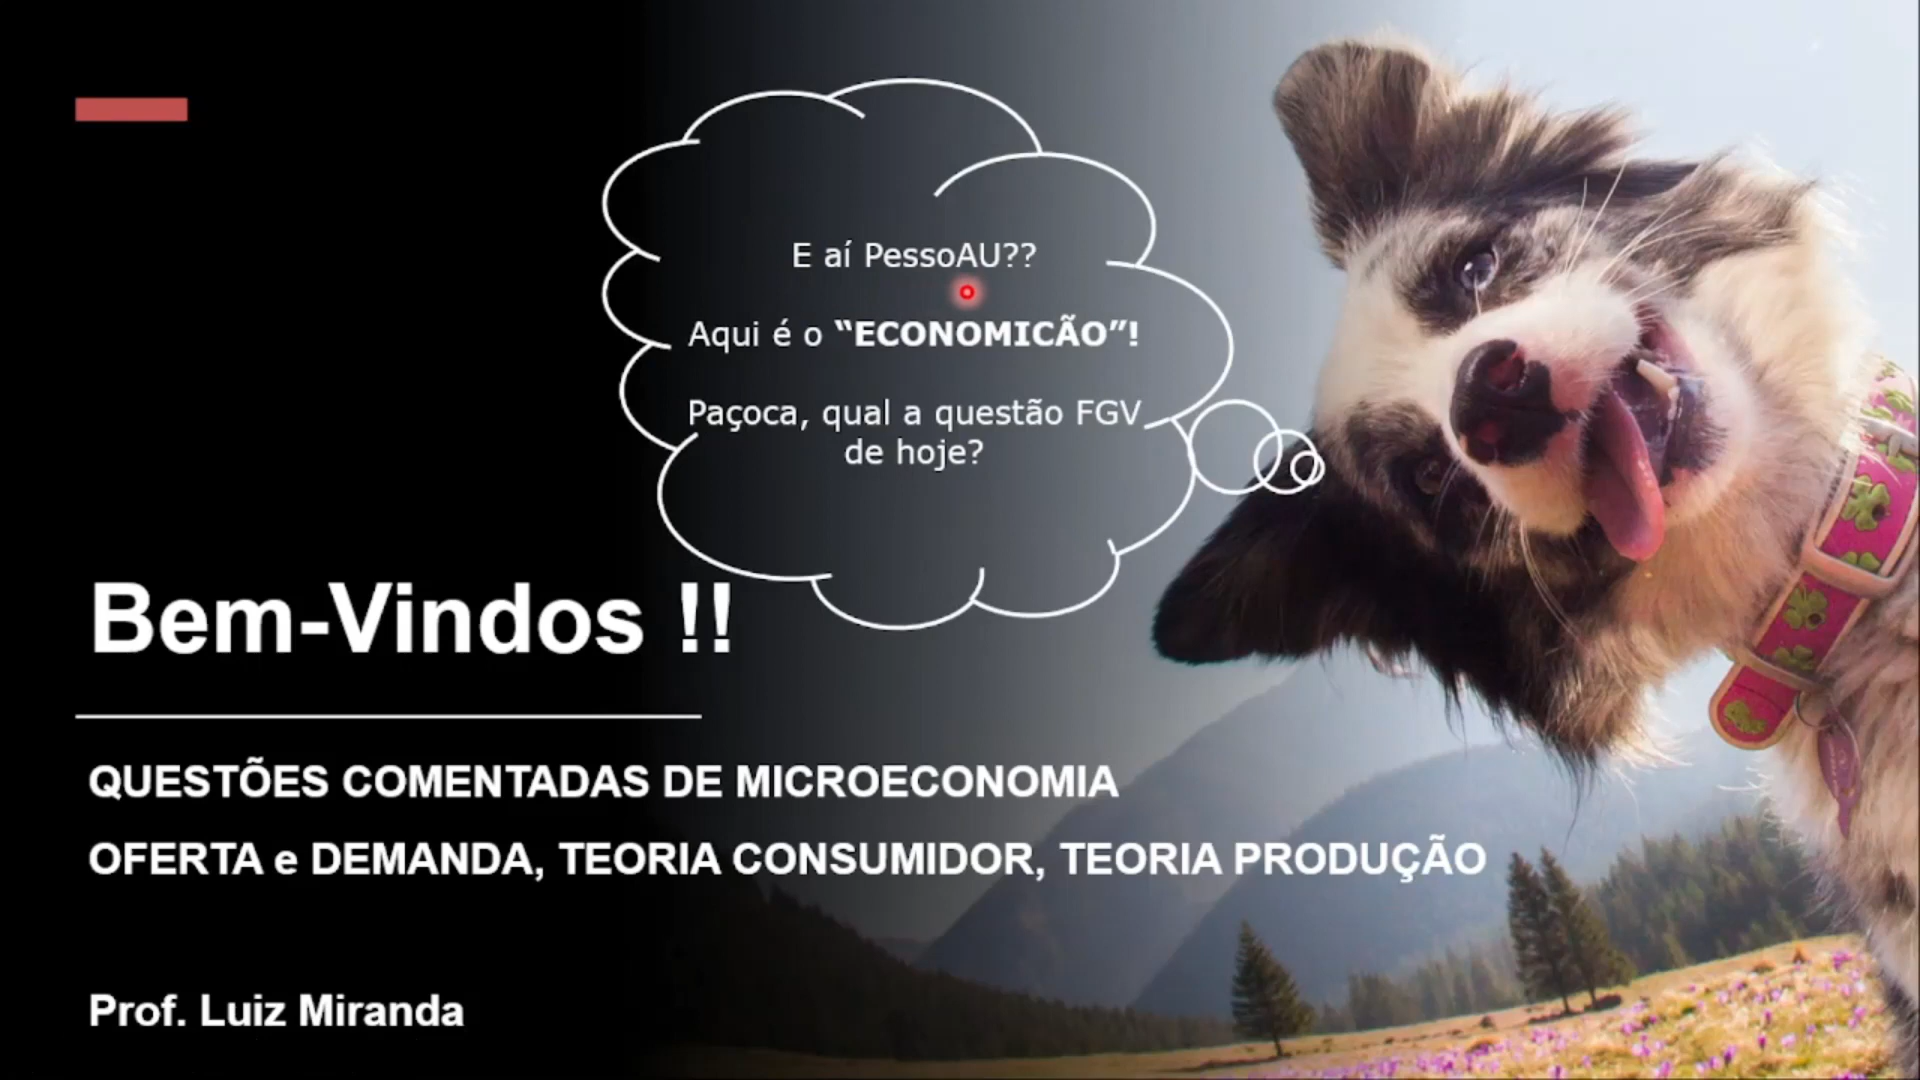 E aí PessoAU??
Aqui é o “ECONOMICÃO”!
Paçoca, qual a questão FGV
de hoje?
Bem-Vindos !!
QUESTÕES COMENTADAS DE MICROECONOMIA
OFERTA e DEMANDA, TEORIA CONSUMIDOR, TEORIA PRODUÇÃO
Prof. Luiz Miranda